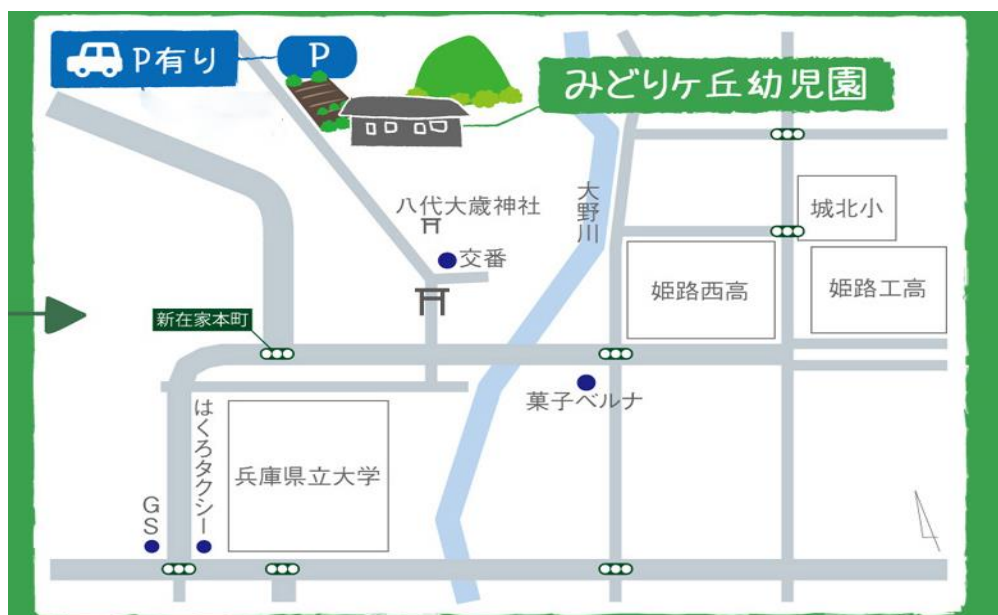 P有り
P
みどりヶ丘幼児園
八代大歳神社
交番
大野川
城北小
姫路西高
姫路工高
新在家本町
菓子ベルナ
はくろタクシー
兵庫県立大学
GS